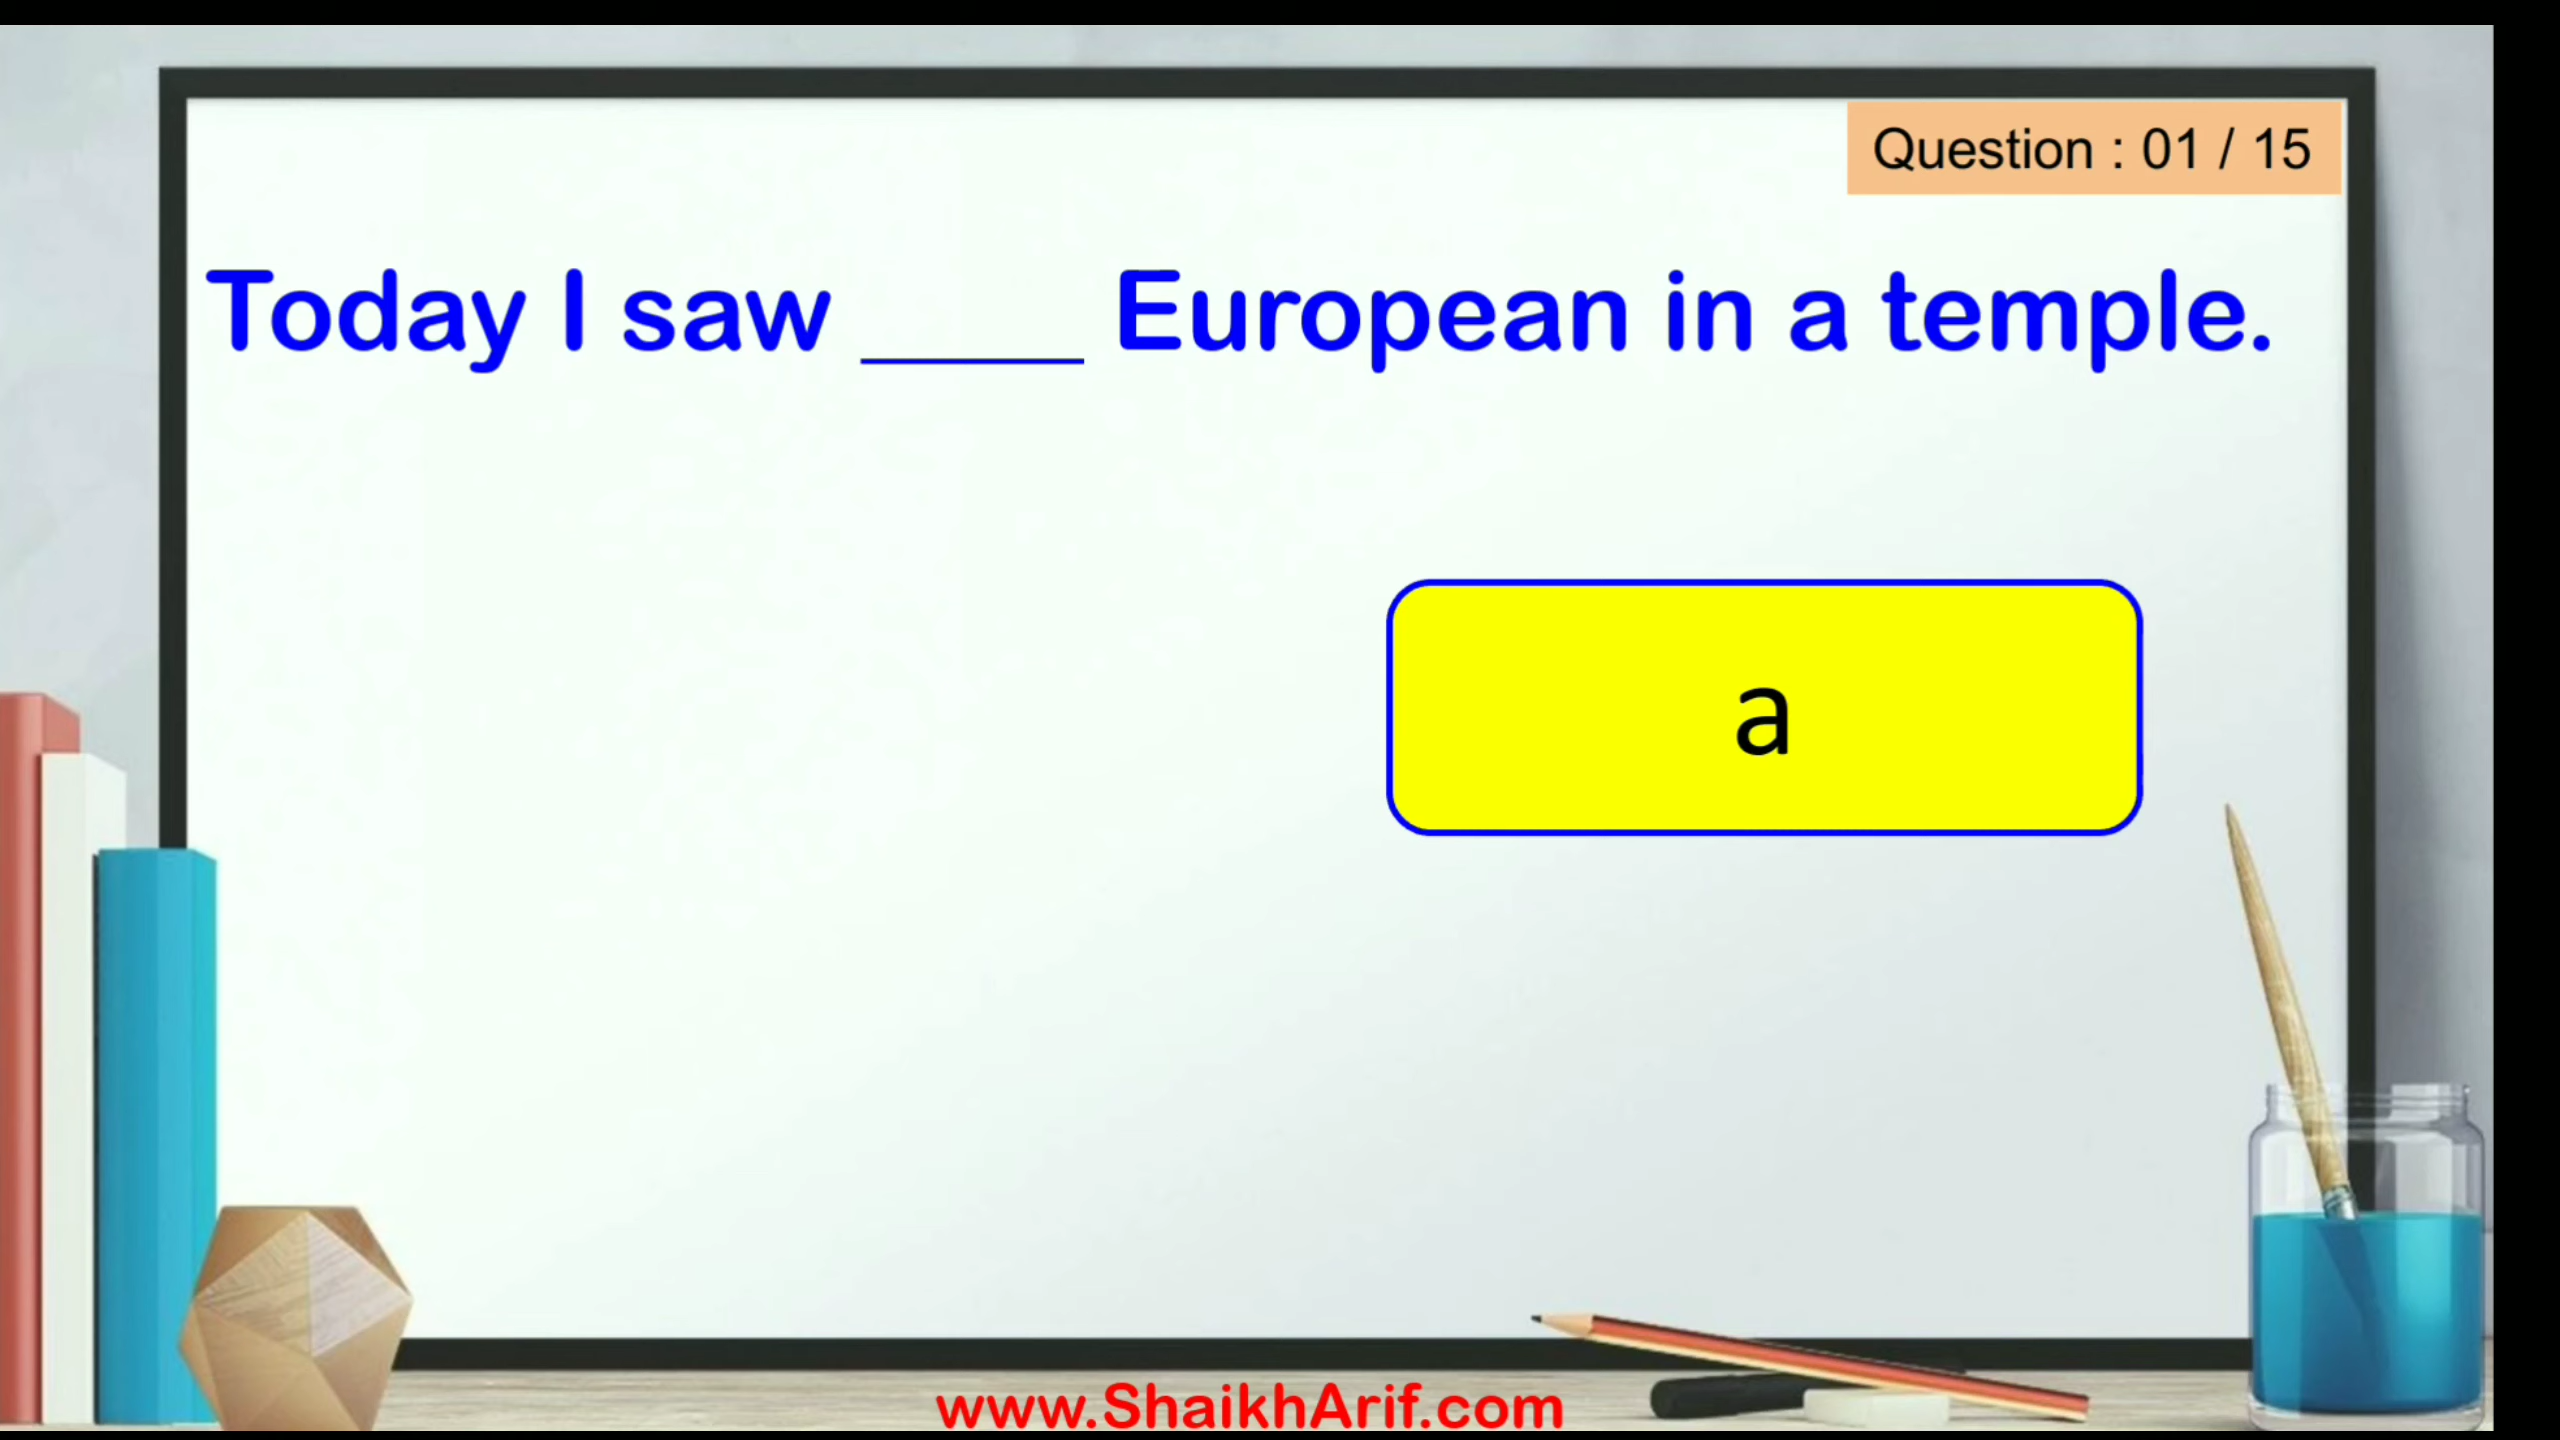 Question : 01 / 15
Today I saw ____ European in a temple.
a
www.ShaikhArif.com